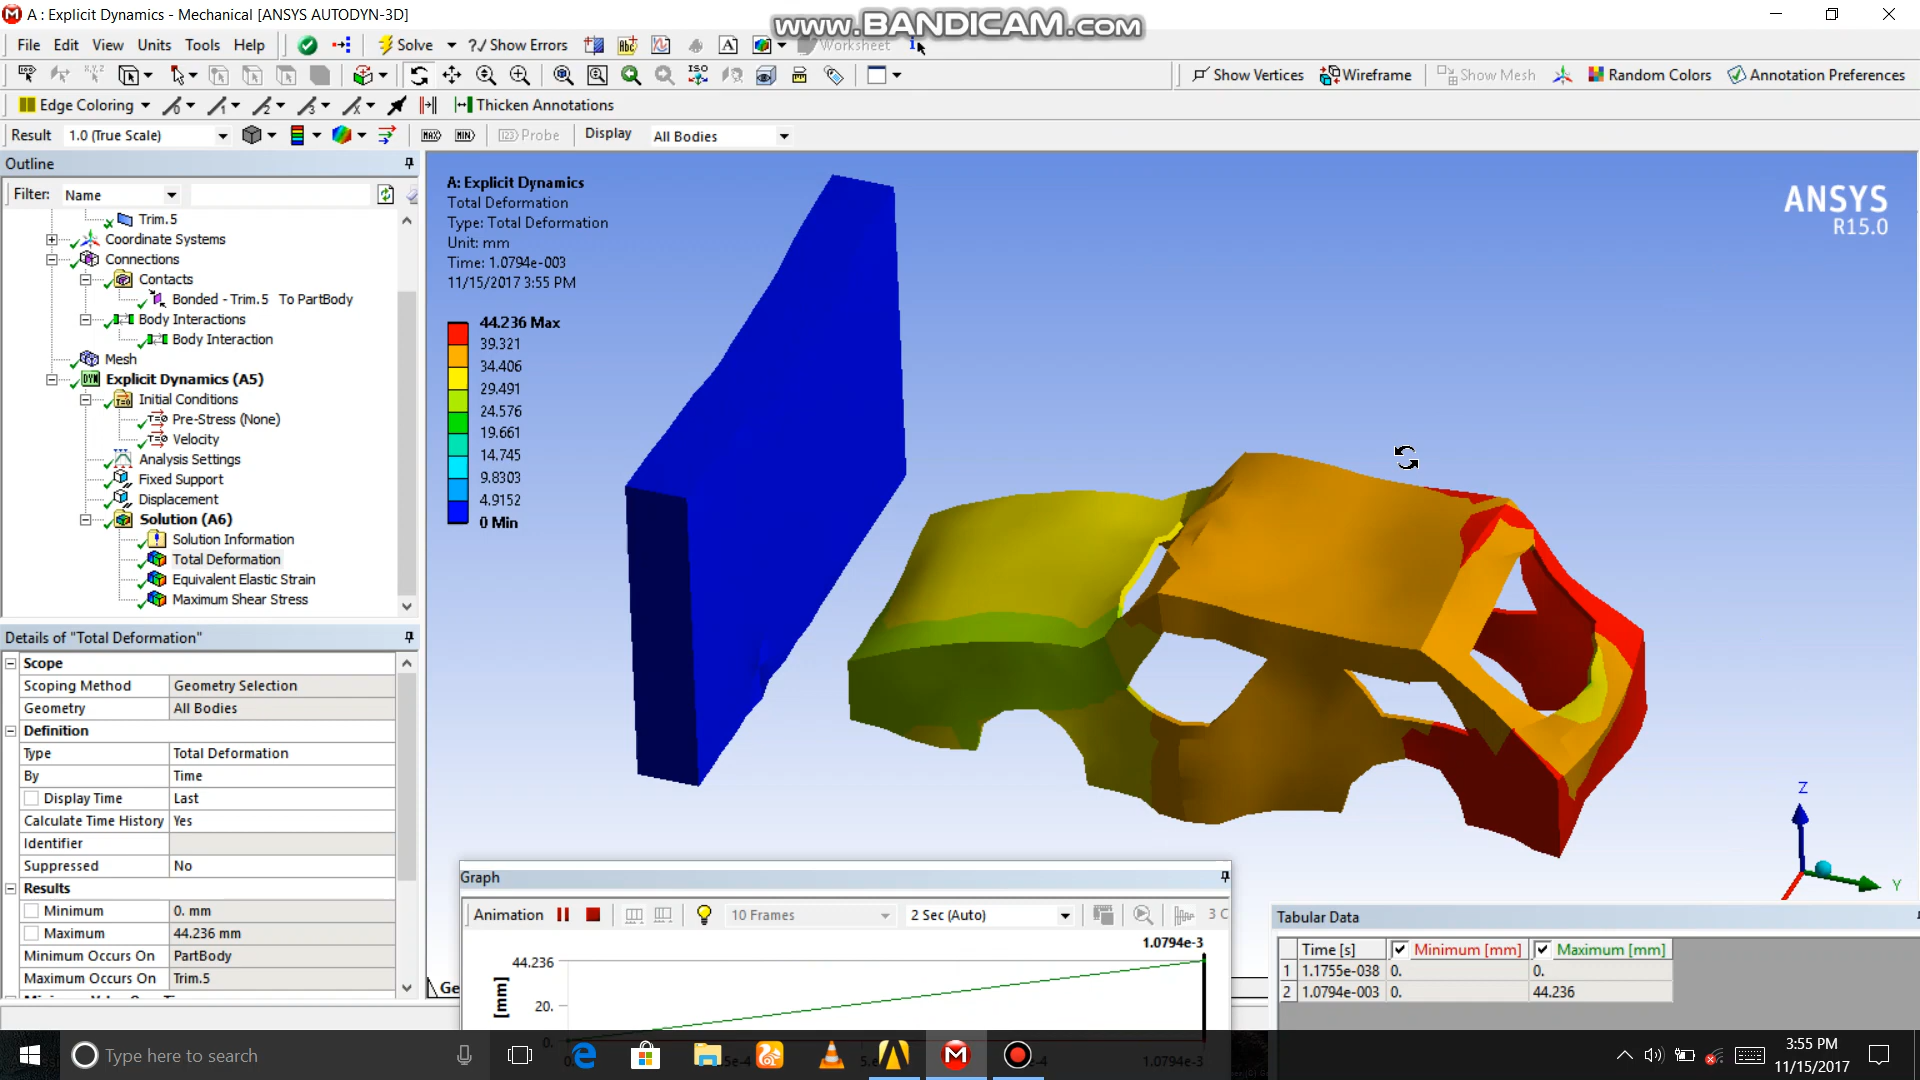 A : Explicit Dynamics - Mechanical [ANSYS AUTODYN-3D]
www.BANDICAM.com
File Edit View Units Tools Help Solve ?/ Show Errors Worksheet
Show Vertices Wireframe Show Mesh Random Colors Annotation Preferences
Edge Coloring Thicken Annotations
Result 1.0 (True Scale) MAX MIN Probe Display All Bodies
Outline
Filter: Name
Trim.5
Coordinate Systems
Connections
Contacts
Bonded - Trim.5 To PartBody
Body Interactions
Body Interaction
Mesh
Explicit Dynamics (A5)
Initial Conditions
Pre-Stress (None)
Velocity
Analysis Settings
Fixed Support
Displacement
Solution (A6)
Solution Information
Total Deformation
Equivalent Elastic Strain
Maximum Shear Stress
Details of "Total Deformation"
Scope
Scoping Method Geometry Selection
Geometry All Bodies
Definition
Type Total Deformation
By Time
Display Time Last
Calculate Time History Yes
Identifier
Suppressed No
Results
Minimum 0. mm
Maximum 44.236 mm
Minimum Occurs On PartBody
Maximum Occurs On Trim.5
A: Explicit Dynamics
Total Deformation
Type: Total Deformation
Unit: mm
Time: 1.0794e-003
11/15/2017 3:55 PM
44.236 Max
39.321
34.406
29.491
24.576
19.661
14.745
9.8303
4.9152
0 Min
ANSYS
R15.0
Z
Y
Graph
Animation 10 Frames 2 Sec (Auto) 3 C
1.0794e-3
44.236
[mm]
20.
0.
1.0794e-3
Ge
Tabular Data
Time [s] Minimum [mm] Maximum [mm]
1 1.1755e-038 0. 0.
2 1.0794e-003 0. 44.236
Type here to search
3:55 PM
11/15/2017